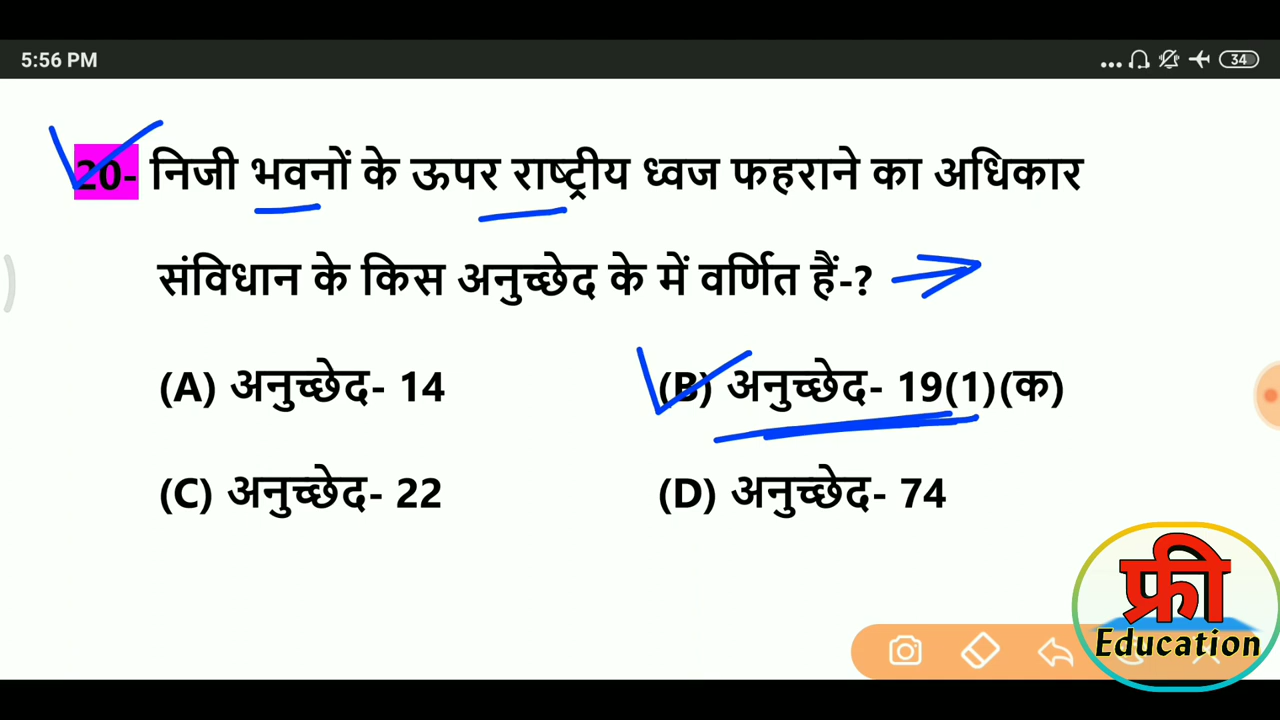 5:56 PM
34
20- निजी भवनों के ऊपर राष्ट्रीय ध्वज फहराने का अधिकार
संविधान के किस अनुच्छेद के में वर्णित हैं-?
(A) अनुच्छेद- 14
(B) अनुच्छेद- 19(1)(क)
(C) अनुच्छेद- 22
(D) अनुच्छेद- 74
फ्री
Education